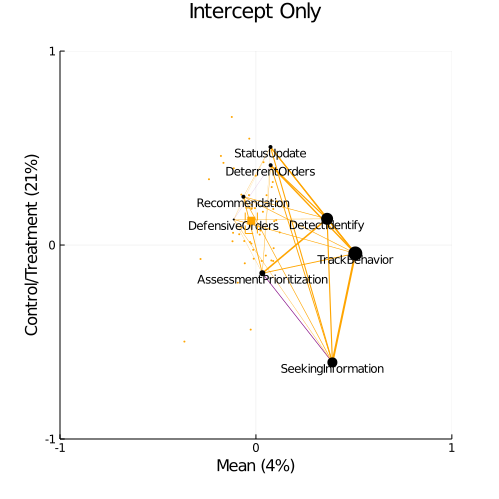 Intercept Only
1
StatusUpdate
DeterrentOrders
Recommendation
DefensiveOrders
DetectIdentify
Control/Treatment (21%)
0
TrackBehavior
AssessmentPrioritization
SeekingInformation
-1
-1
0
1
Mean (4%)